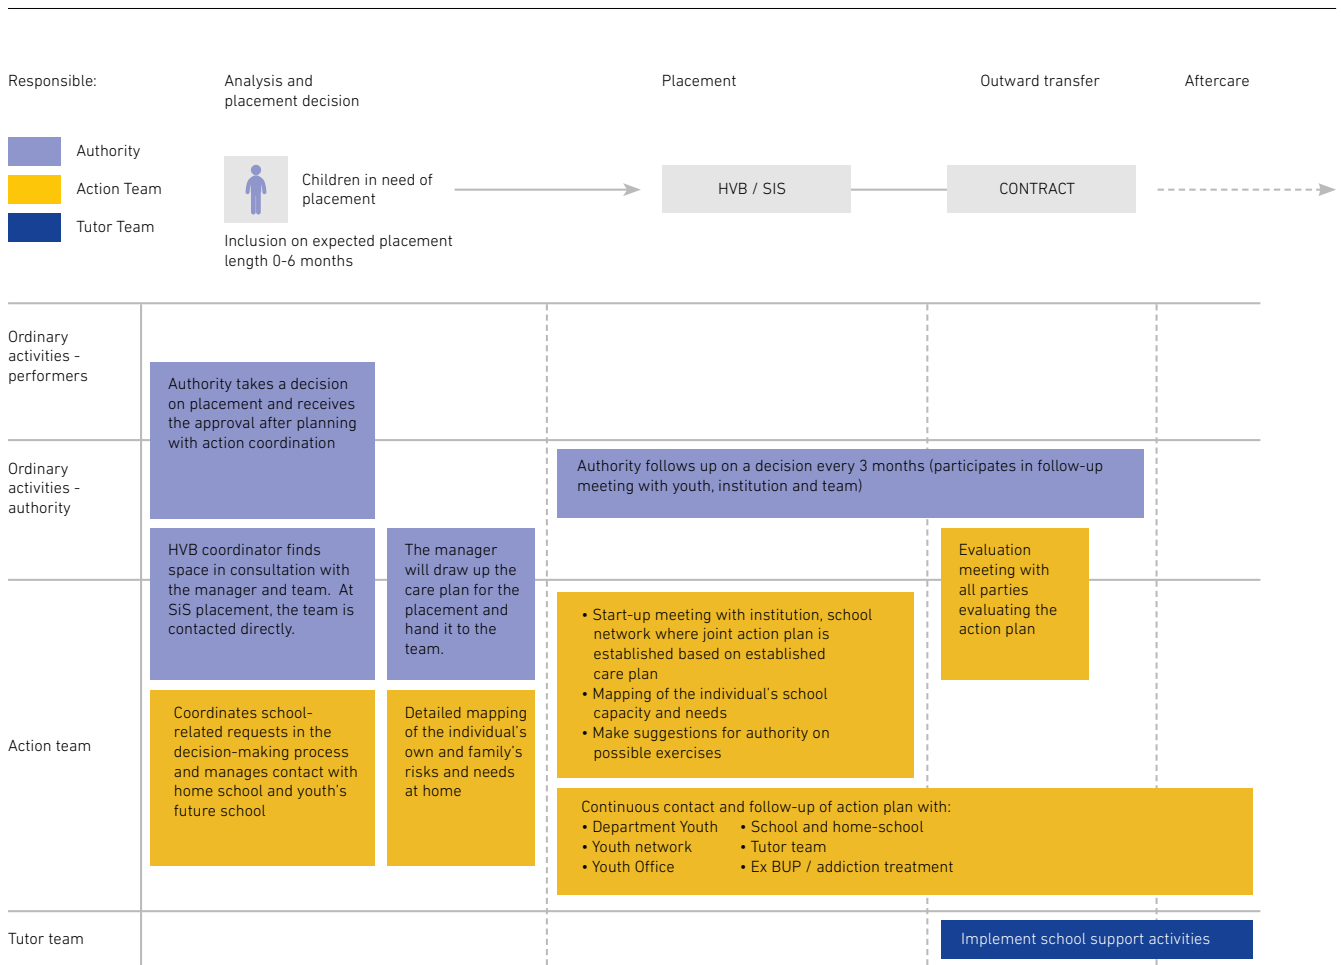 Responsible:
Authority
Action Team
Tutor Team
Analysis and
placement decision
Children in need of
placement
Inclusion on expected placement
length 0-6 months
Placement
HVB / SIS
Outward transfer
CONTRACT
Aftercare
Ordinary
activities -
performers
Ordinary
activities -
authority
Action team
Tutor team
Authority takes a decision
on placement and receives
the approval after planning
with action coordination
HVB coordinator finds
space in consultation with
the manager and team.  At
SiS placement, the team is
contacted directly.
The manager
will draw up the
care plan for the
placement and
hand it to the
team.
Coordinates school-
related requests in the
decision-making process
and manages contact with
home school and youth's
future school
Detailed mapping
of the individual's
own and family's
risks and needs
at home
Authority follows up on a decision every 3 months (participates in follow-up
meeting with youth, institution and team)
• Start-up meeting with institution, school
network where joint action plan is
established based on established
care plan
• Mapping of the individual's school
capacity and needs
• Make suggestions for authority on
possible exercises
Evaluation
meeting with
all parties
evaluating the
action plan
Continuous contact and follow-up of action plan with:
• Department Youth
• Youth network
• Youth Office
• School and home-school
• Tutor team
• Ex BUP / addiction treatment
Implement school support activities